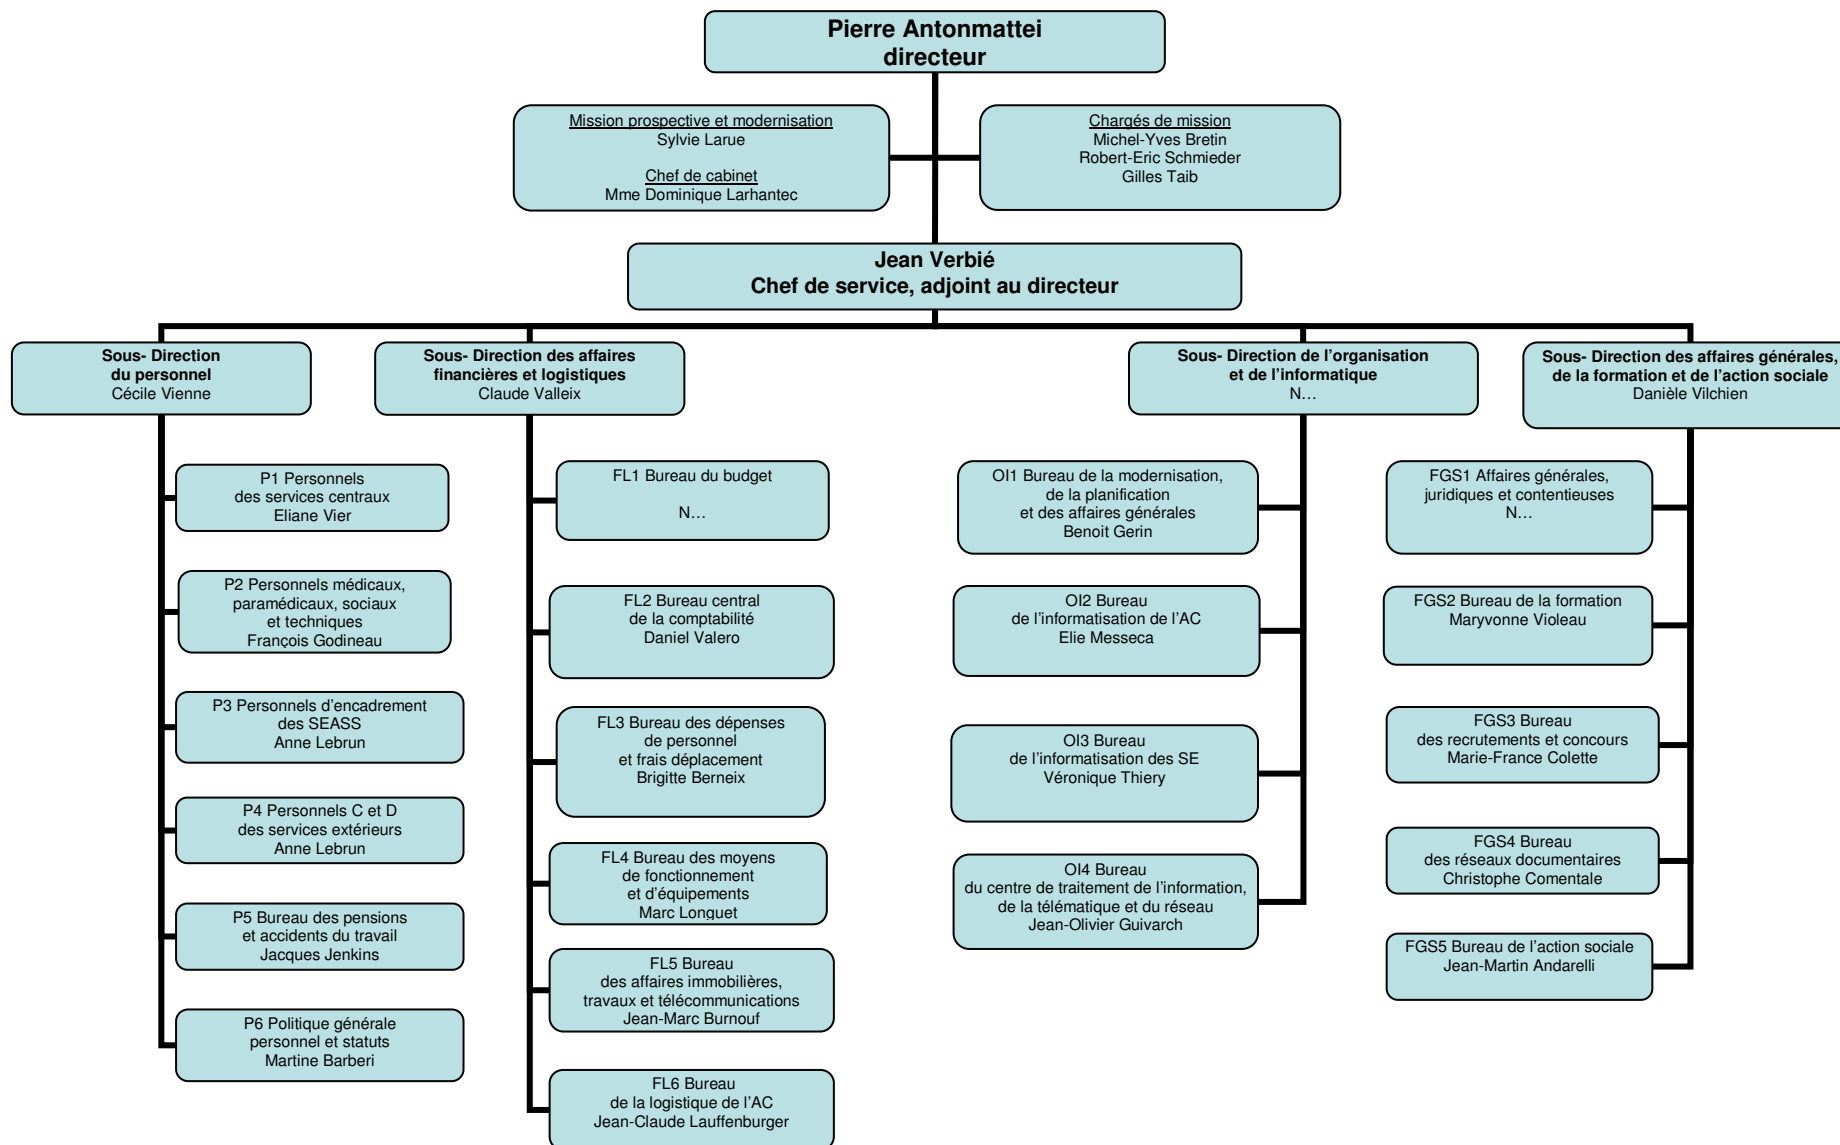 Pierre Antonmattei
directeur
Mission prospective et modernisation
Sylvie Larue
Chef de cabinet
Mme Dominique Larhantec
Chargés de mission
Michel-Yves Bretin
Robert-Eric Schmieder
Gilles Taib
Jean Verbié
Chef de service, adjoint au directeur
Sous- Direction
du personnel
Cécile Vienne
Sous- Direction des affaires
financières et logistiques
Claude Valleix
Sous- Direction de l’organisation
et de l’informatique
N…
Sous- Direction des affaires générales,
de la formation et de l’action sociale
Danièle Vilchien
P1 Personnels
des services centraux
Eliane Vier
P2 Personnels médicaux,
paramédicaux, sociaux
et techniques
François Godineau
P3 Personnels d’encadrement
des SEASS
Anne Lebrun
P4 Personnels C et D
des services extérieurs
Anne Lebrun
P5 Bureau des pensions
et accidents du travail
Jacques Jenkins
P6 Politique générale
personnel et statuts
Martine Barberi
FL1 Bureau du budget
N…
FL2 Bureau central
de la comptabilité
Daniel Valero
FL3 Bureau des dépenses
de personnel
et frais déplacement
Brigitte Berneix
FL4 Bureau des moyens
de fonctionnement
et d’équipements
Marc Longuet
FL5 Bureau
des affaires immobilières,
travaux et télécommunications
Jean-Marc Burnouf
FL6 Bureau
de la logistique de l’AC
Jean-Claude Lauffenburger
OI1 Bureau de la modernisation,
de la planification
et des affaires générales
Benoit Gerin
OI2 Bureau
de l’informatisation de l’AC
Elie Messeca
OI3 Bureau
de l’informatisation des SE
Véronique Thiery
OI4 Bureau
du centre de traitement de l’information,
de la télématique et du réseau
Jean-Olivier Guivarch
FGS1 Affaires générales,
juridiques et contentieuses
N…
FGS2 Bureau de la formation
Maryvonne Violeau
FGS3 Bureau
des recrutements et concours
Marie-France Colette
FGS4 Bureau
des réseaux documentaires
Christophe Comentale
FGS5 Bureau de l’action sociale
Jean-Martin Andarelli